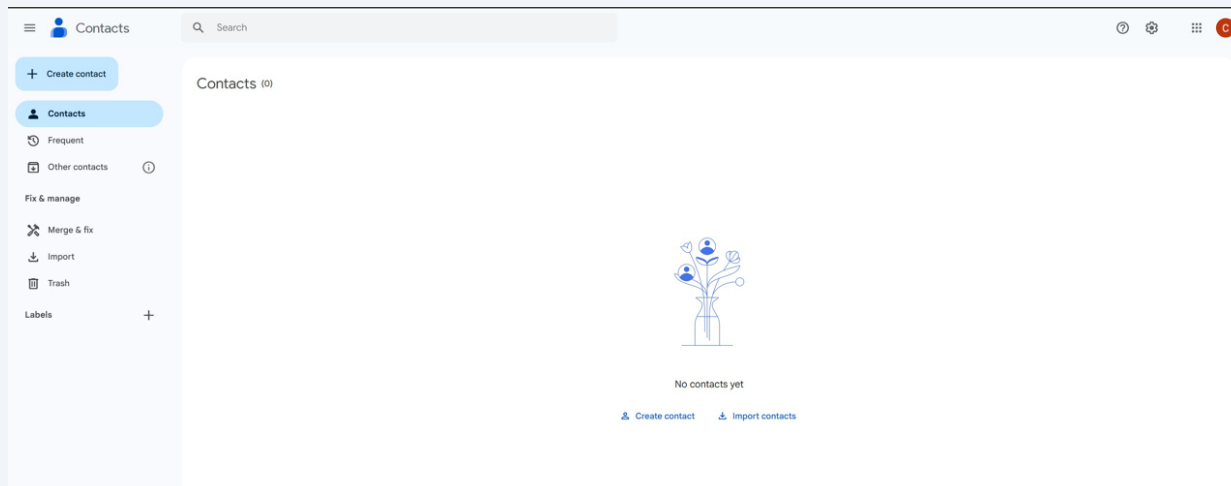 Contacts
Search
C
Create contact
Contacts
Frequent
Other contacts
Fix & manage
Merge & fix
Import
Trash
Labels
Contacts (0)
No contacts yet
Create contact Import contacts